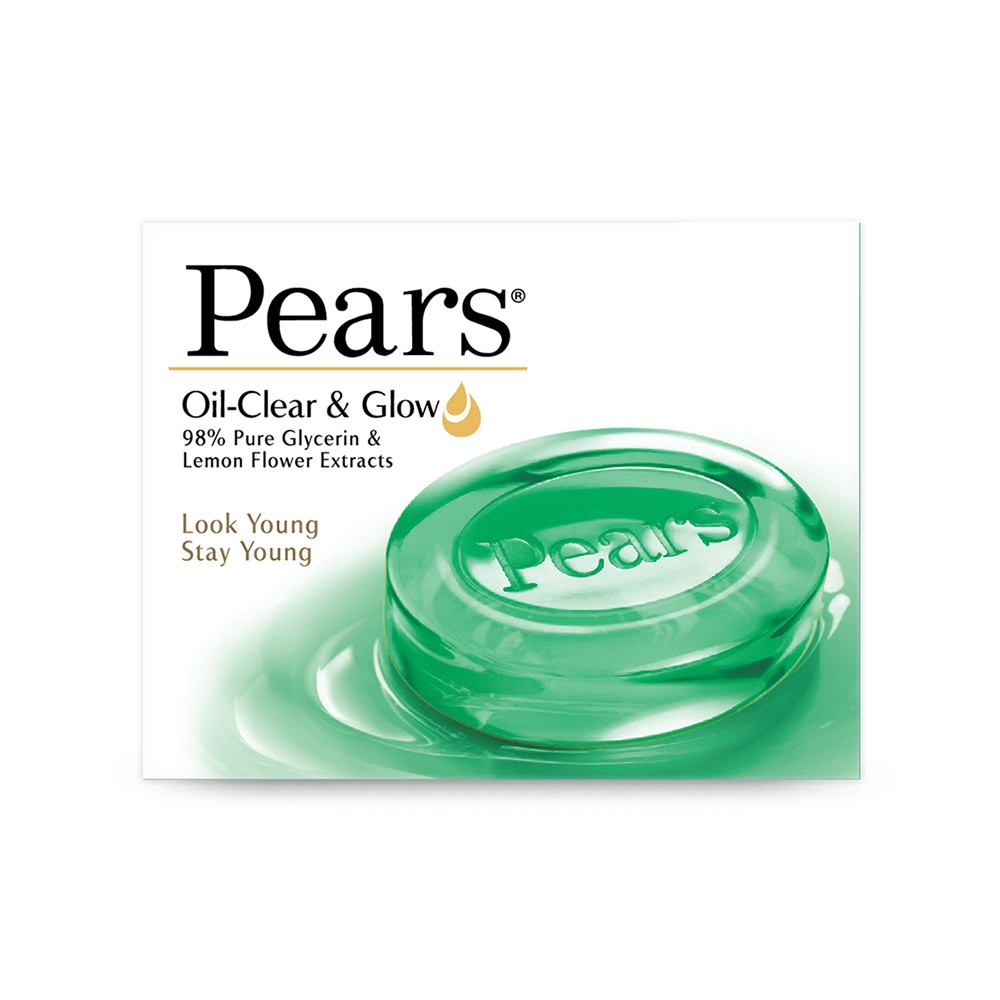 Pears®
Oil-Clear & Glow
98% Pure Glycerin &
Lemon Flower Extracts
Look Young
Stay Young
Pears